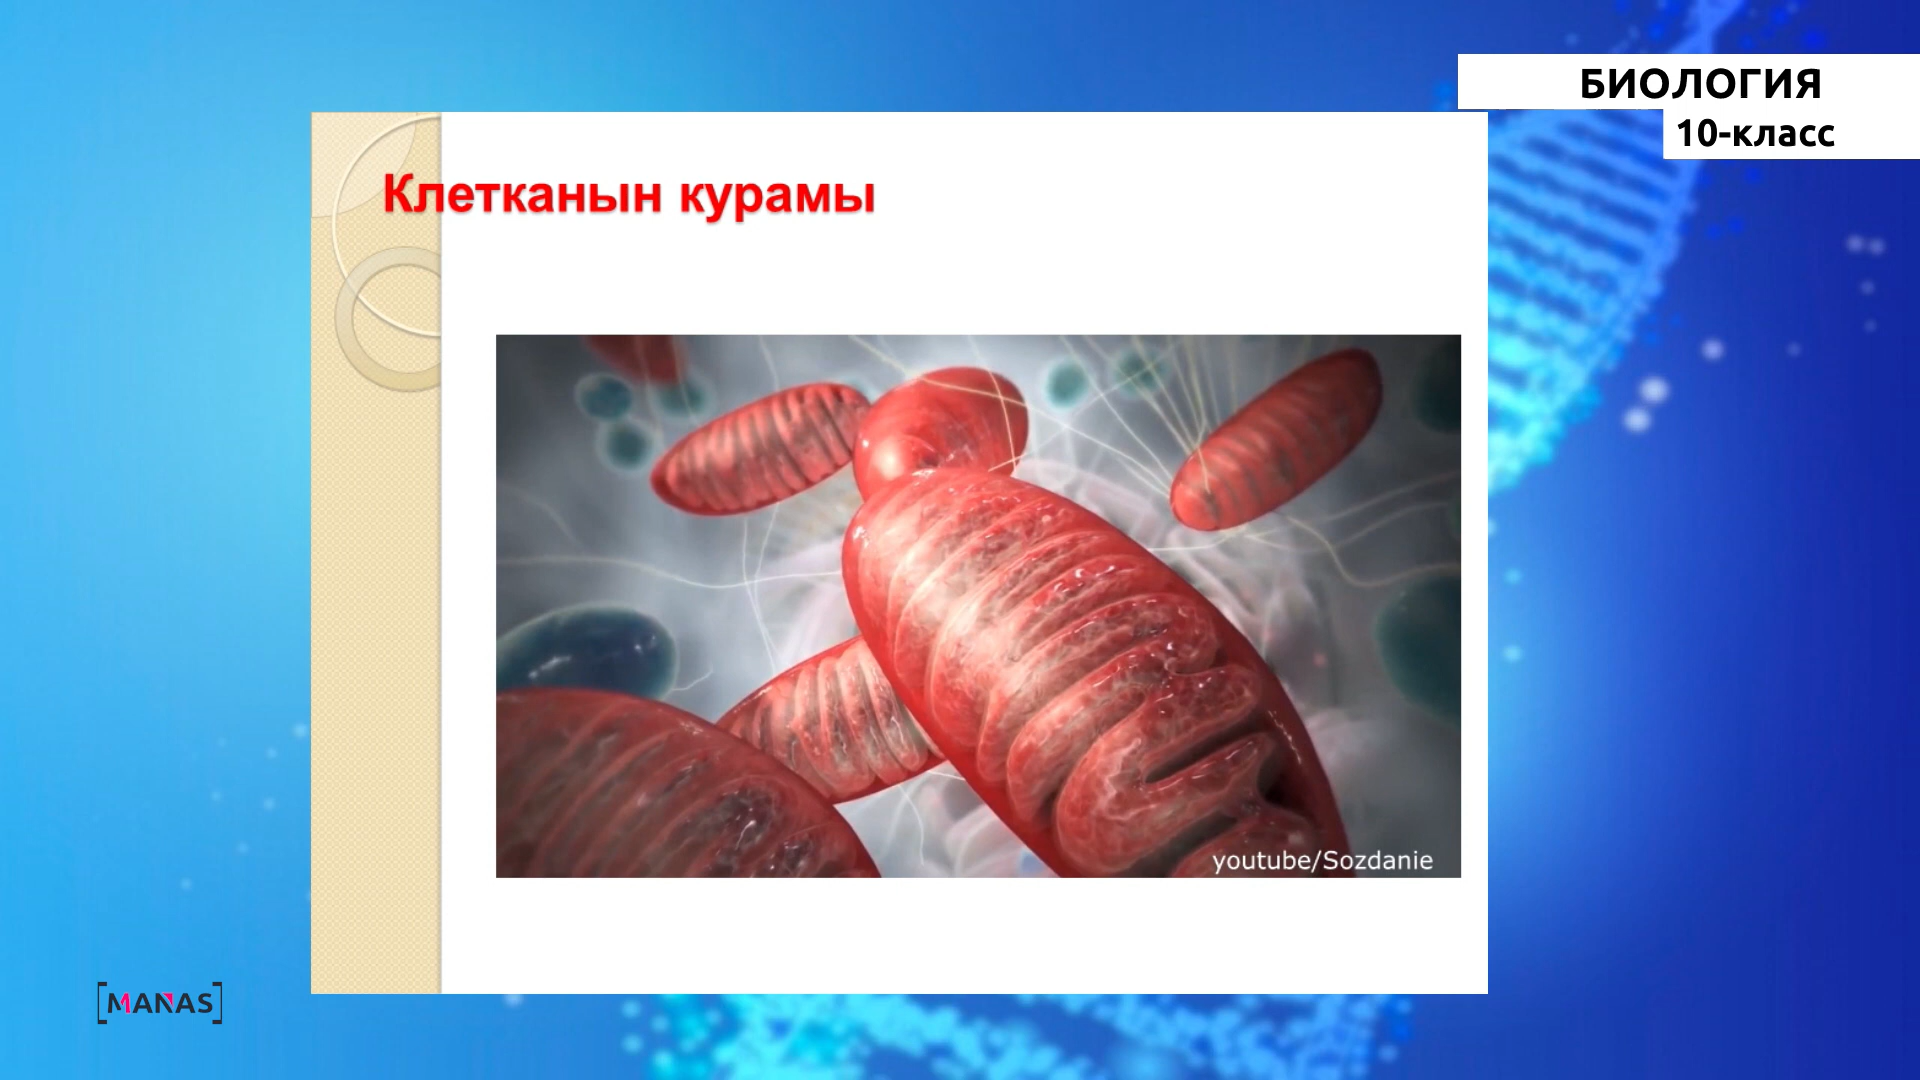 БИОЛОГИЯ
10-класс
Клетканын курамы
youtube/Sozdanie
[MANAS]